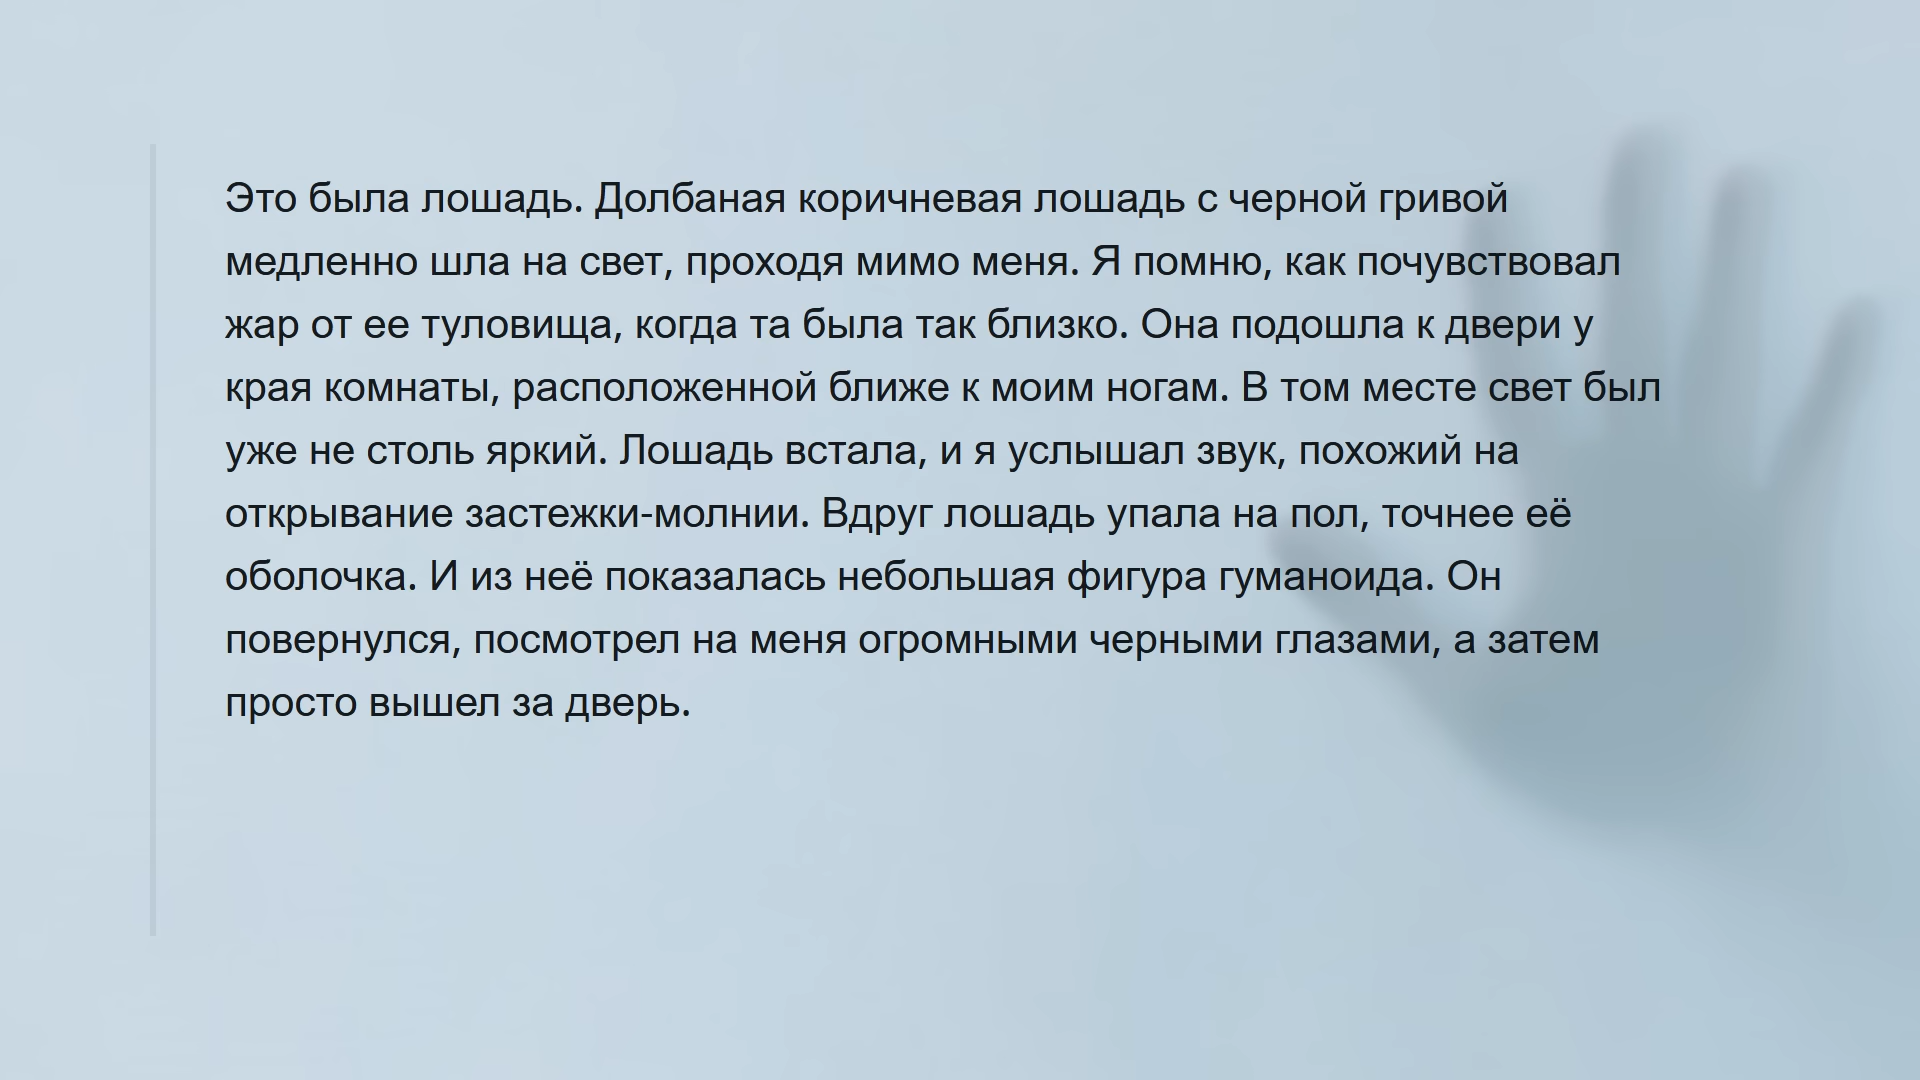 Это была лошадь. Долбаная коричневая лошадь с черной гривой
медленно шла на свет, проходя мимо меня. Я помню, как почувствовал
жар от ее туловища, когда та была так близко. Она подошла к двери у
края комнаты, расположенной ближе к моим ногам. В том месте свет был
уже не столь яркий. Лошадь встала, и я услышал звук, похожий на
открывание застежки-молнии. Вдруг лошадь упала на пол, точнее её
оболочка. И из неё показалась небольшая фигура гуманоида. Он
повернулся, посмотрел на меня огромными черными глазами, а затем
просто вышел за дверь.